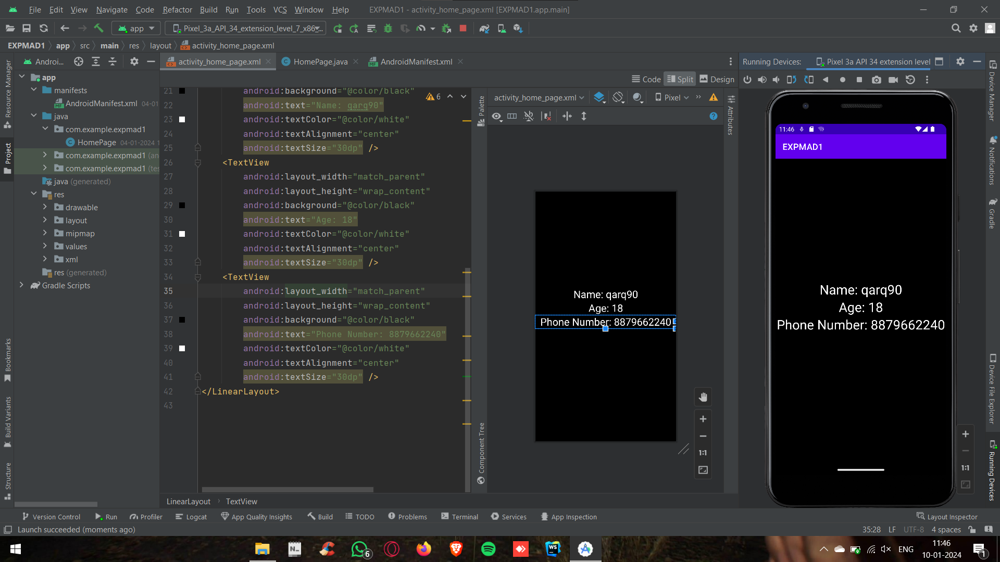 File Edit View Navigate Code Refactor Build Run Tools VCS Window Help EXPMAD1 - activity_home_page.xml [EXPMAD1.app.main]
app Pixel_3a_API_34_extension_level_7_x86_
EXPMAD1 app src main res layout activity_home_page.xml
Androi...
activity_home_page.xml HomePage.java AndroidManifest.xml
Running Devices: Pixel 3a API 34 extension level
Code Split Design
Resource Manager
Project
Bookmarks
Build Variants
Structure
app
manifests
AndroidManifest.xml 04-01
java
com.example.expmad1
HomePage 04-01-2024 1
com.example.expmad1 (an
com.example.expmad1 (tes
java (generated)
res
drawable
layout
mipmap
values
xml
res (generated)
Gradle Scripts
21 android:background="@color/black"
22 android:text="Name: qarq90"
23 android:textColor="@color/white"
24 android:textAlignment="center"
25 android:textSize="30dp" />
26 <TextView
27 android:layout_width="match_parent"
28 android:layout_height="wrap_content"
29 android:background="@color/black"
30 android:text="Age: 18"
31 android:textColor="@color/white"
32 android:textAlignment="center"
33 android:textSize="30dp" />
34 <TextView
35 android:layout_width="match_parent"
36 android:layout_height="wrap_content"
37 android:background="@color/black"
38 android:text="Phone Number: 8879662240"
39 android:textColor="@color/white"
40 android:textAlignment="center"
41 android:textSize="30dp" />
42 </LinearLayout>
43
6
LinearLayout TextView
Palette
Component Tree
activity_home_page.xml Pixel
Attributes
Name: qarq90
Age: 18
Phone Number: 8879662240
1:1
11:46
EXPMAD1
Name: qarq90
Age: 18
Phone Number: 8879662240
1:1
Device Manager
Notifications
Gradle
Device File Explorer
Running Devices
Version Control Run Profiler Logcat App Quality Insights Build TODO Problems Terminal Services App Inspection Layout Inspector
Launch succeeded (moments ago) 35:28 LF UTF-8 4 spaces
N_
6
WS
ENG
11:46
10-01-2024
1